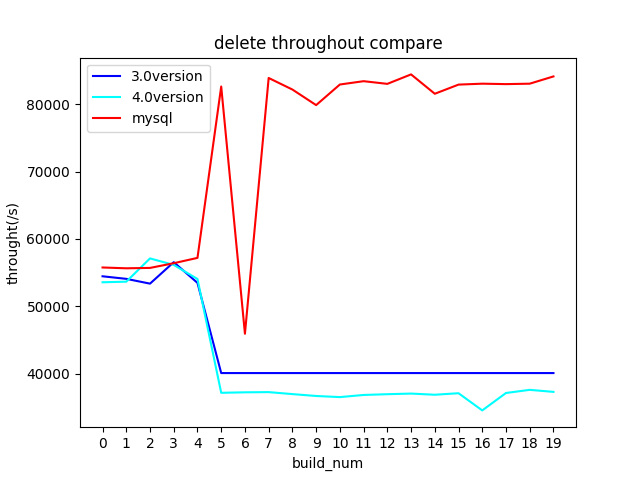 delete throughout compare
3.0version
4.0version
mysql
throught(/s)
80000
70000
60000
50000
40000
0 1 2 3 4 5 6 7 8 9 10 11 12 13 14 15 16 17 18 19
build_num